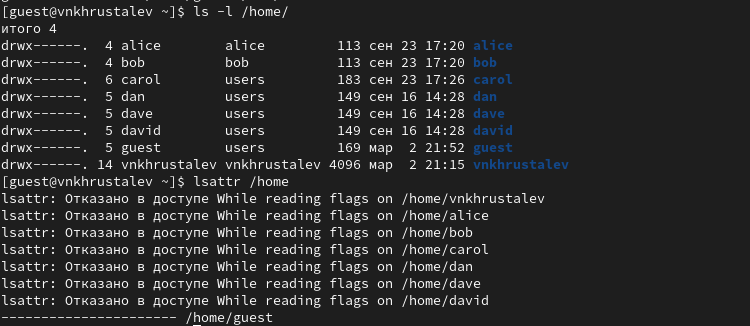 [guest@vnkhrustalev ~]$ ls -l /home/
итого 4
drwx------.  4 alice       alice        113 сен 23 17:20 alice
drwx------.  4 bob         bob          113 сен 23 17:20 bob
drwx------.  6 carol       users        183 сен 23 17:26 carol
drwx------.  5 dan         users        149 сен 16 14:28 dan
drwx------.  5 dave        users        149 сен 16 14:28 dave
drwx------.  5 david       users        149 сен 16 14:28 david
drwx------.  5 guest       users        169 мар  2 21:52 guest
drwx------. 14 vnkhrustalev vnkhrustalev 4096 мар  2 21:15 vnkhrustalev
[guest@vnkhrustalev ~]$ lsattr /home
lsattr: Отказано в доступе While reading flags on /home/vnkhrustalev
lsattr: Отказано в доступе While reading flags on /home/alice
lsattr: Отказано в доступе While reading flags on /home/bob
lsattr: Отказано в доступе While reading flags on /home/carol
lsattr: Отказано в доступе While reading flags on /home/dan
lsattr: Отказано в доступе While reading flags on /home/dave
lsattr: Отказано в доступе While reading flags on /home/david
---------------------- /home/guest